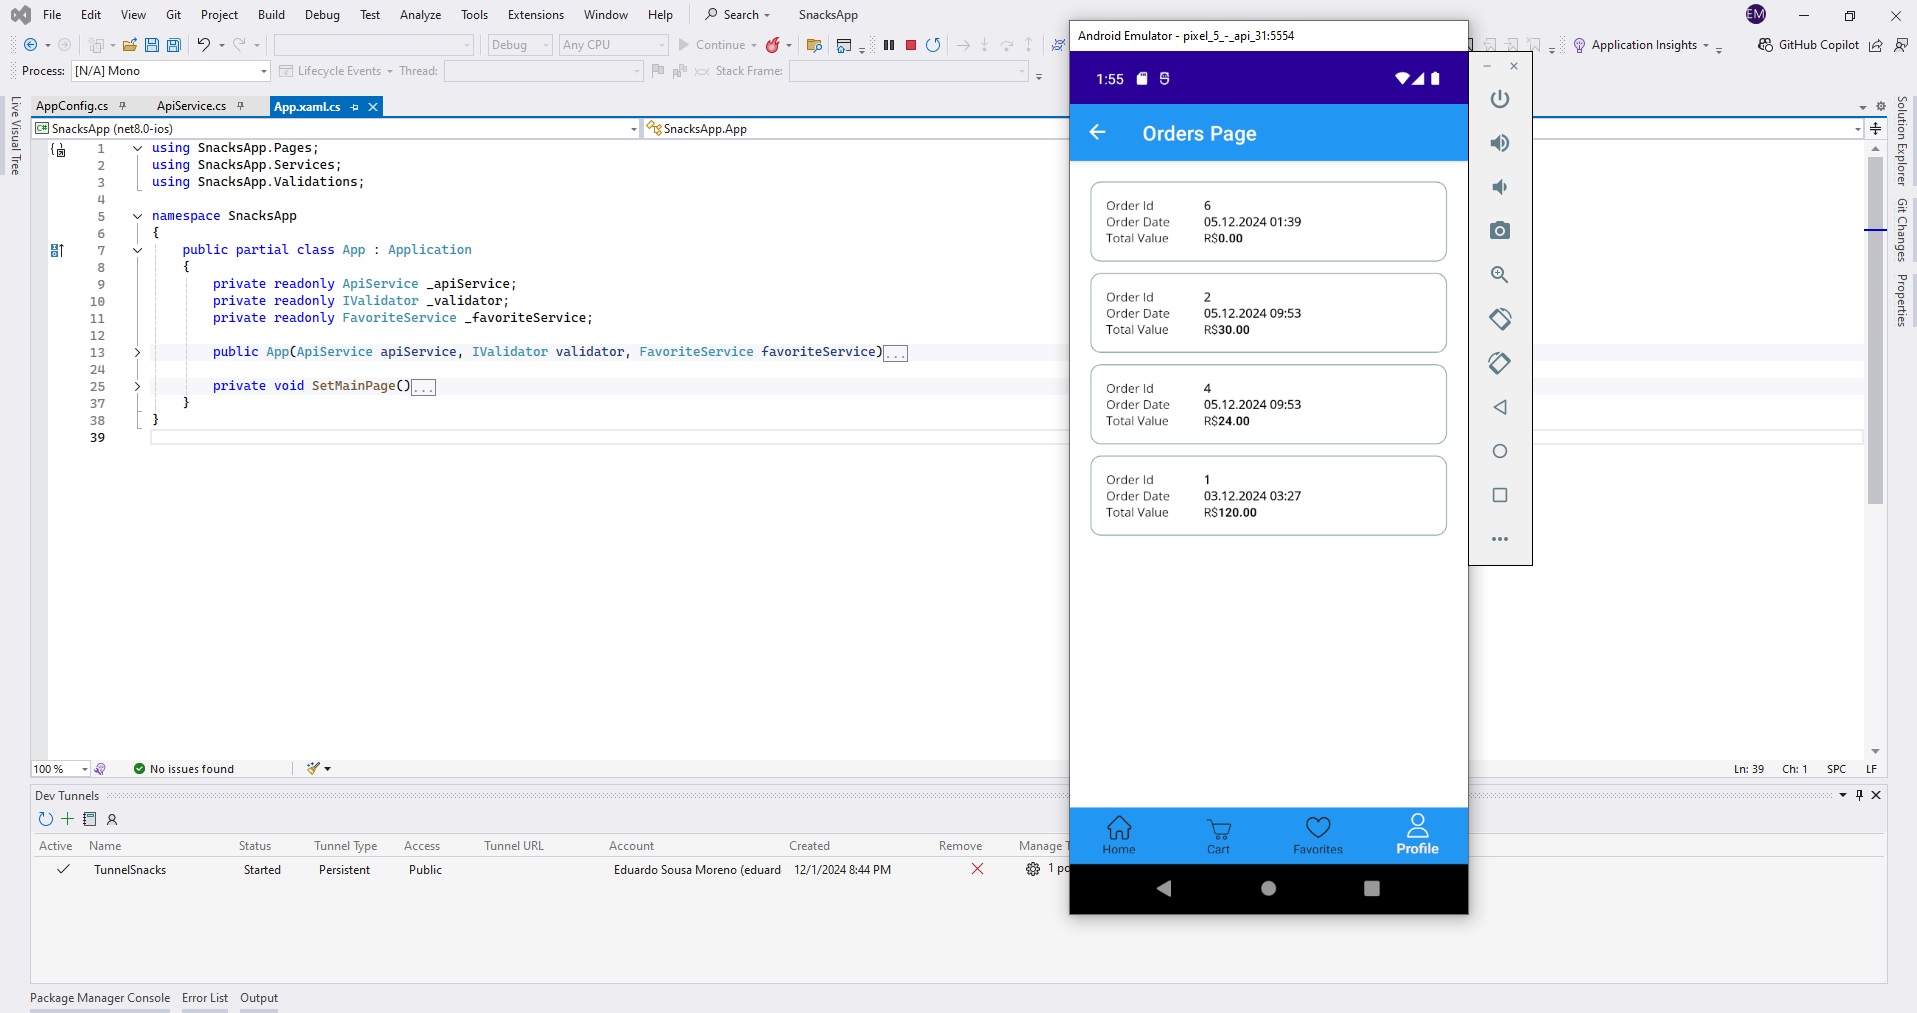 File Edit View Git Project Build Debug Test Analyze Tools Extensions Window Help Search SnacksApp EM
Debug Any CPU Continue Application Insights GitHub Copilot
Process: [N/A] Mono Lifecycle Events Thread: Stack Frame:
AppConfig.cs ApiService.cs App.xaml.cs
SnacksApp (net8.0-ios) SnacksApp.App
1 using SnacksApp.Pages;
2 using SnacksApp.Services;
3 using SnacksApp.Validations;
4
5 namespace SnacksApp
6 {
7 public partial class App : Application
8 {
9 private readonly ApiService _apiService;
10 private readonly IValidator _validator;
11 private readonly FavoriteService _favoriteService;
12
13 public App(ApiService apiService, IValidator validator, FavoriteService favoriteService)...
24
25 private void SetMainPage()...
37 }
38 }
39
Live Visual Tree
Solution Explorer
Git Changes
Properties
100 % No issues found Ln: 39 Ch: 1 SPC LF
Dev Tunnels
Active Name Status Tunnel Type Access Tunnel URL Account Created Remove Manage T
TunnelSnacks Started Persistent Public Eduardo Sousa Moreno (eduard 12/1/2024 8:44 PM 1 po
Package Manager Console Error List Output
Android Emulator - pixel_5_-_api_31:5554
1:55
Orders Page
Order Id 6
Order Date 05.12.2024 01:39
Total Value R$0.00
Order Id 2
Order Date 05.12.2024 09:53
Total Value R$30.00
Order Id 4
Order Date 05.12.2024 09:53
Total Value R$24.00
Order Id 1
Order Date 03.12.2024 03:27
Total Value R$120.00
Home Cart Favorites Profile